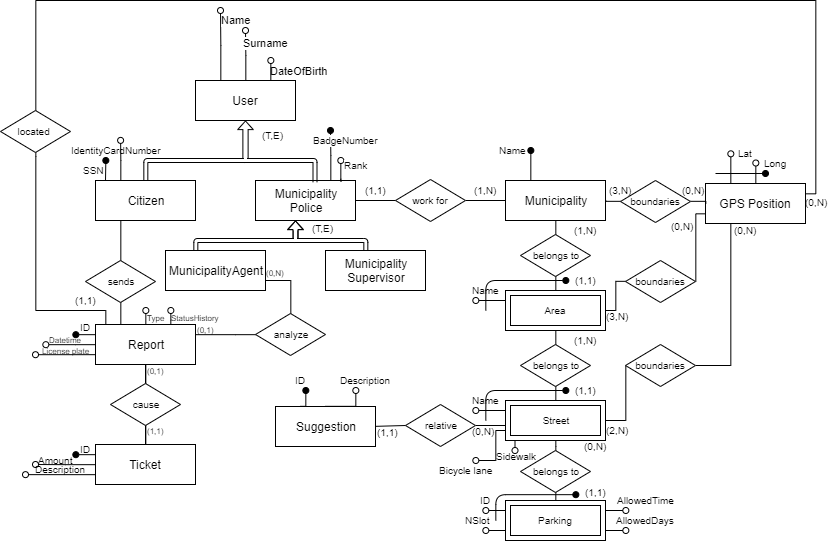 Name
Surname
DateOfBirth
User
(T,E)
located
IdentityCardNumber
SSN
BadgeNumber
Rank
Citizen
Municipality
Police
(1,1)
work for
(1,N)
Name
Municipality
(3,N)
boundaries
(0,N)
Lat
Long
GPS Position
(0,N)
(T,E)
MunicipalityAgent
(0,N)
Municipality
Supervisor
(1,N)
belongs to
(0,N)
(0,N)
sends
(1,1)
boundaries
(1,1)
Name
Area
(3,N)
(1,1)
ID
Datetime
License plate
Type
StatusHistory
(0,1)
Report
analyze
(1,N)
belongs to
boundaries
(0,1)
cause
(1,1)
ID
Description
Suggestion
(1,1)
relative
(0,N)
Name
(1,1)
Street
(2,N)
(0,N)
Sidewalk
Bicycle lane
ID
Amount
Description
Ticket
belongs to
(1,1)
ID
NSlot
Parking
AllowedTime
AllowedDays